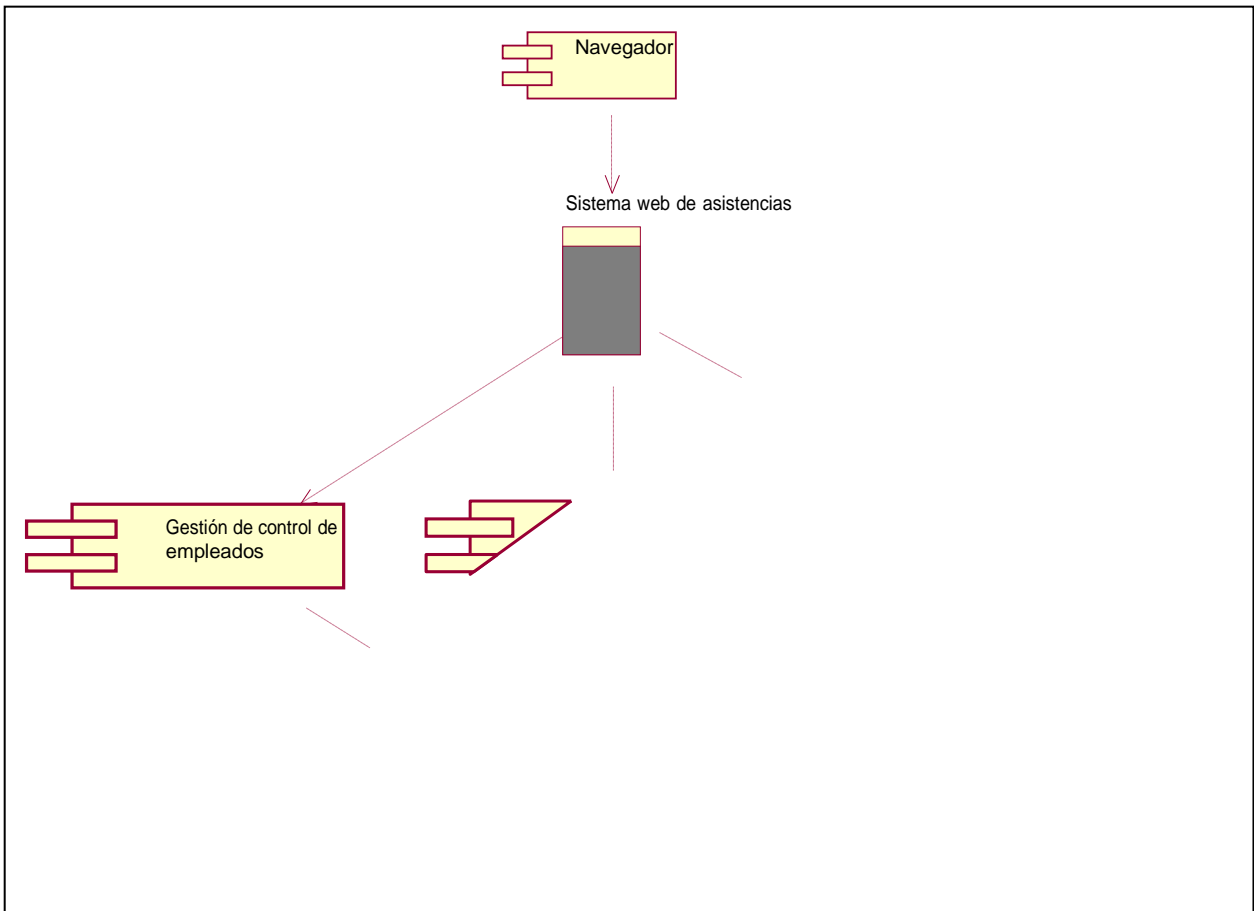 Navegador
Sistema web de asistencias
Gestión de control de
empleados